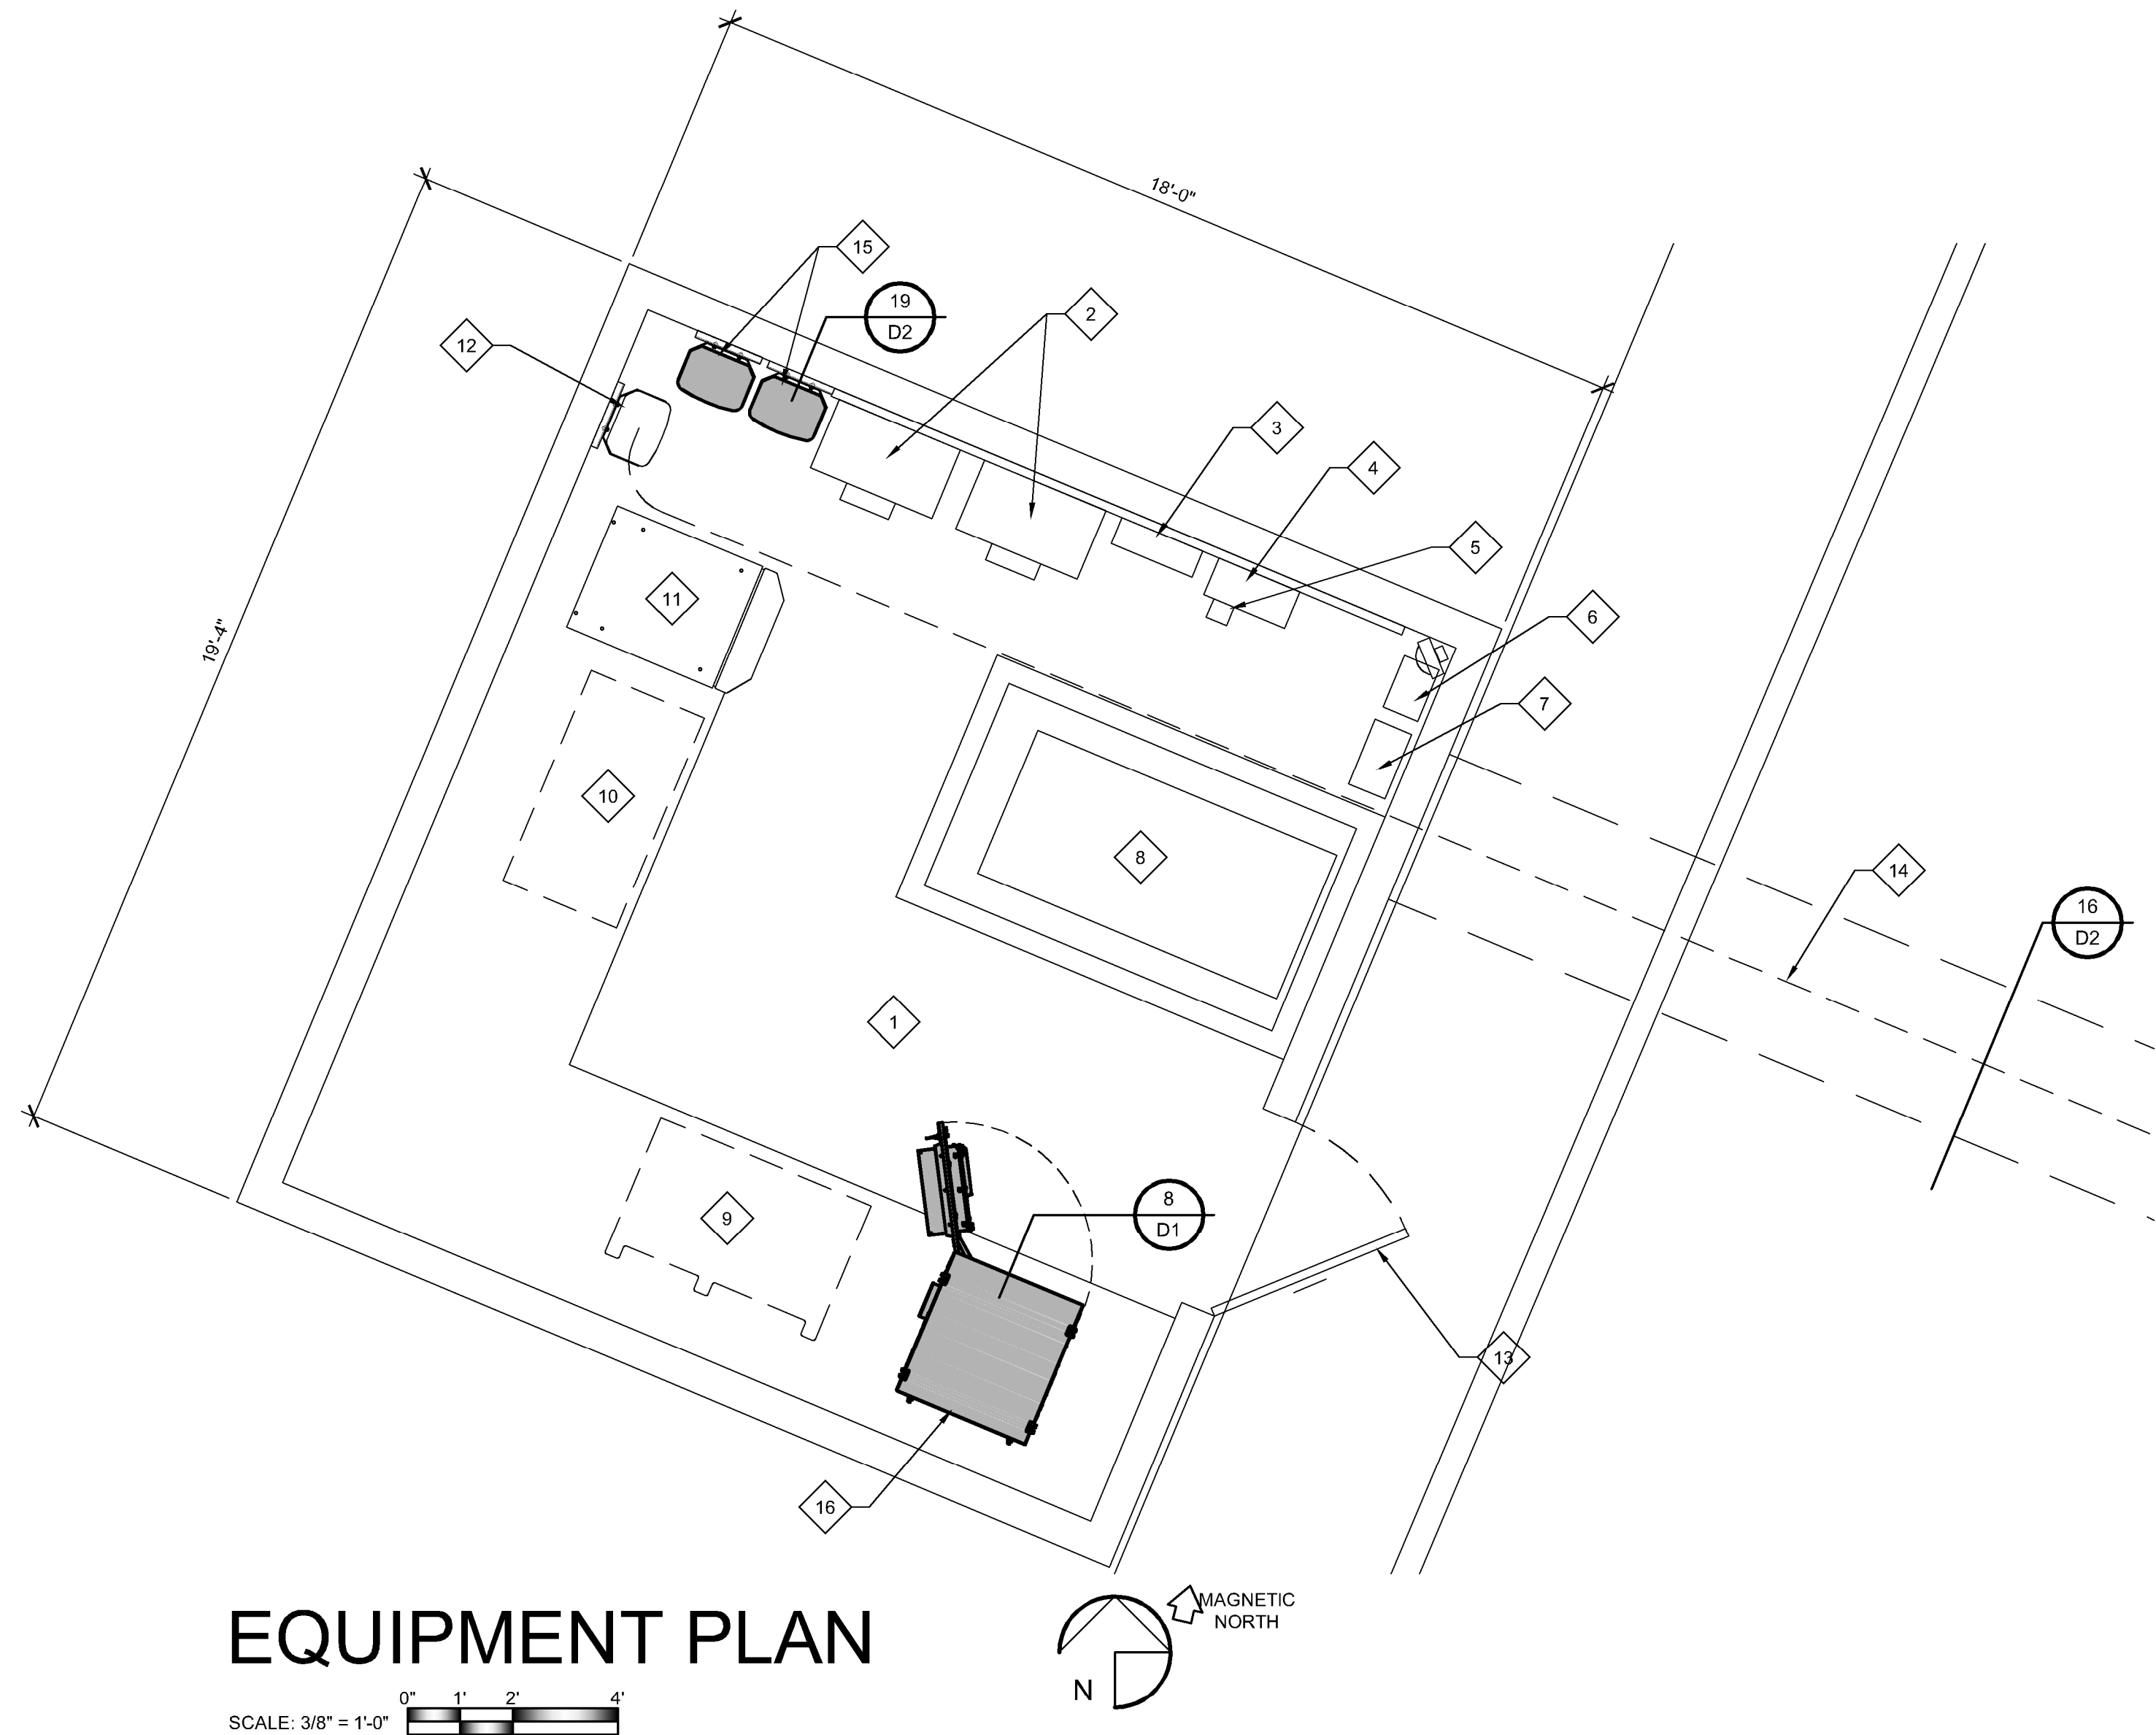 18'-0"
15
19
D2
2
12
3
4
5
19'-4"
11
6
7
10
8
14
16
D2
1
8
D1
9
13
16
EQUIPMENT PLAN
MAGNETIC
NORTH
N
0" 1' 2' 4'
SCALE: 3/8" = 1'-0"